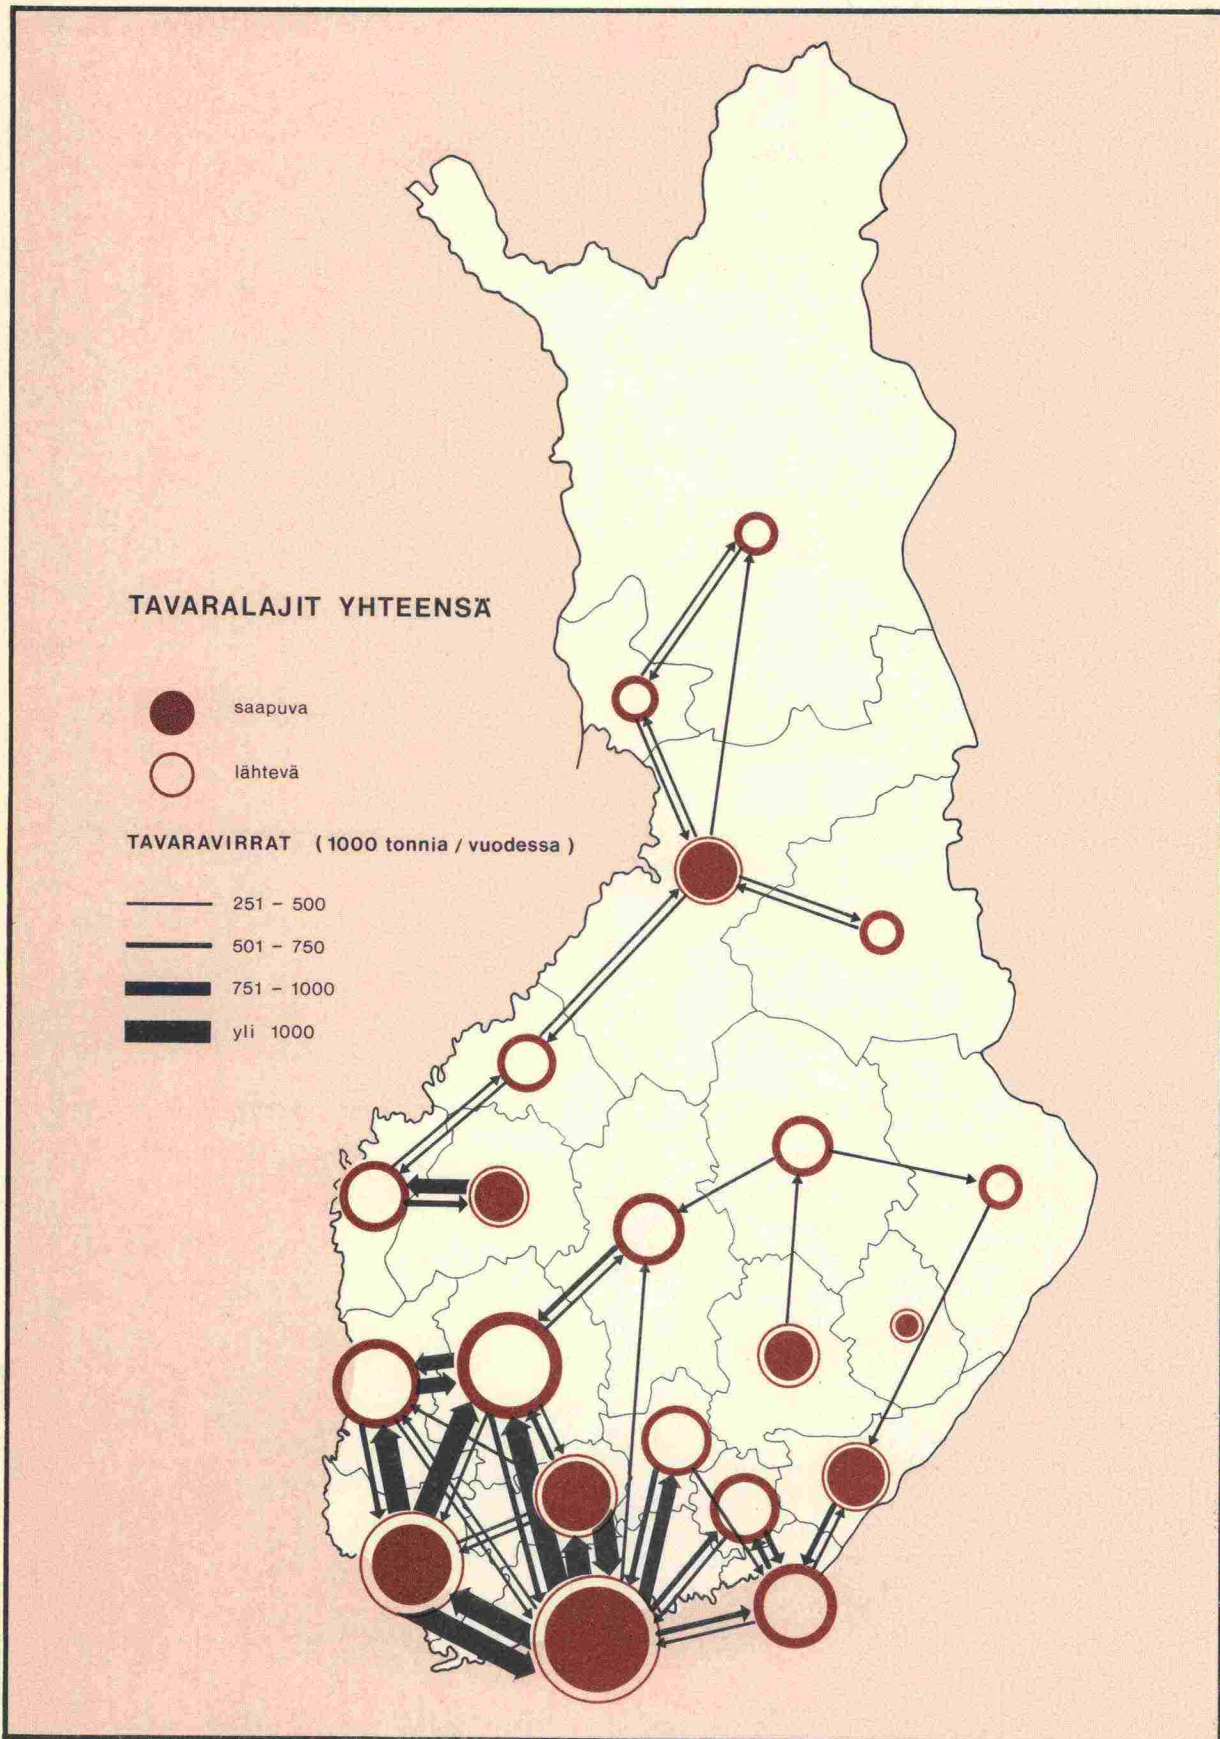 TAVARALAJIT YHTEENSÄ
saapuva
lähtevä
TAVARAVIRRAT (1000 tonnia / vuodessa)
251 – 500
501 – 750
751 – 1000
yli 1000